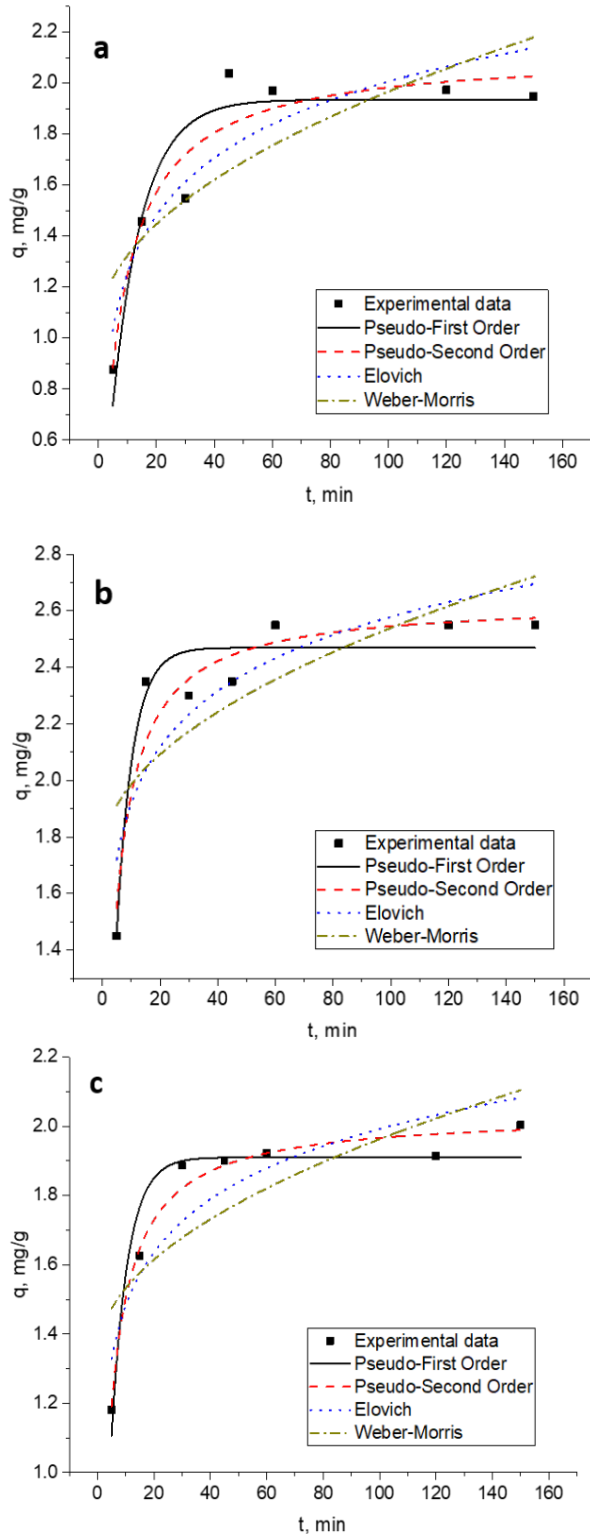 a
2.2
2.0
1.8
1.6
1.4
1.2
1.0
0.8
0.6
q, mg/g
Experimental data
Pseudo-First Order
Pseudo-Second Order
Elovich
Weber-Morris
0 20 40 60 80 100 120 140 160
t, min
b
2.8
2.6
2.4
2.2
2.0
1.8
1.6
1.4
q, mg/g
Experimental data
Pseudo-First Order
Pseudo-Second Order
Elovich
Weber-Morris
0 20 40 60 80 100 120 140 160
t, min
c
2.2
2.0
1.8
1.6
1.4
1.2
1.0
q, mg/g
Experimental data
Pseudo-First Order
Pseudo-Second Order
Elovich
Weber-Morris
0 20 40 60 80 100 120 140 160
t, min